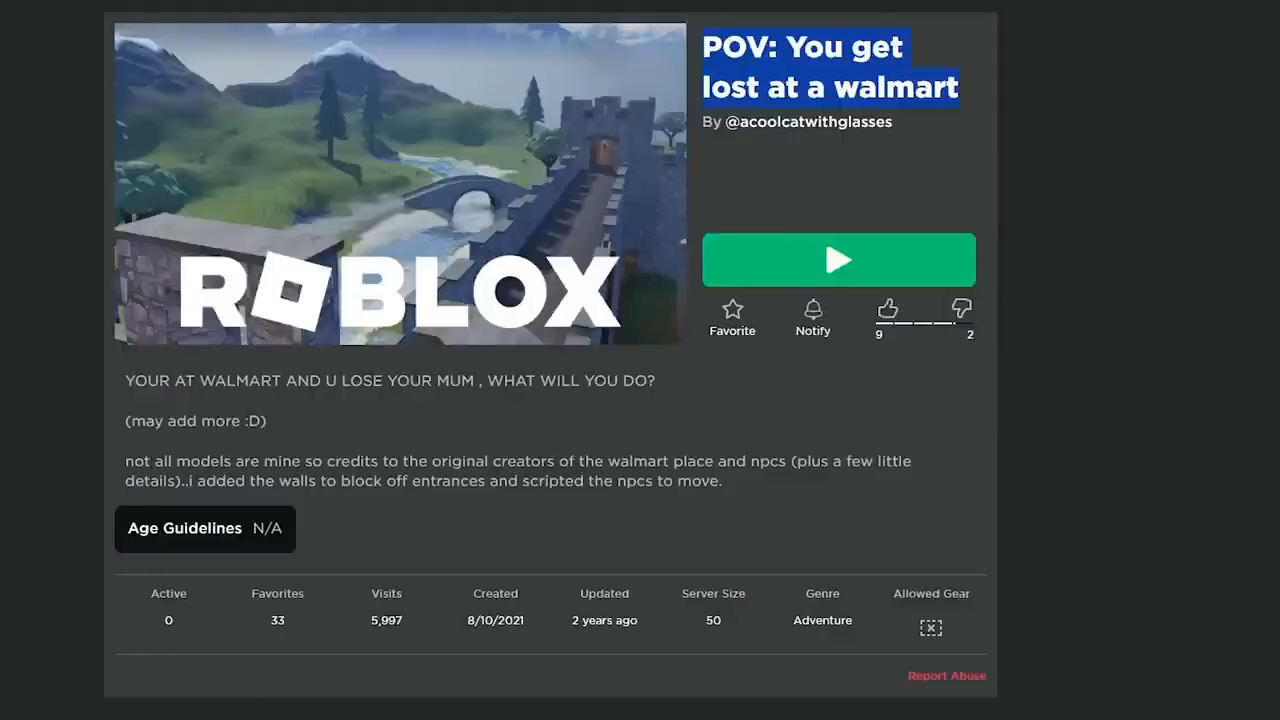 POV: You get
lost at a walmart
By @acoolcatwithglasses
ROBLOX
Favorite
Notify
9
2
YOUR AT WALMART AND U LOSE YOUR MUM , WHAT WILL YOU DO?
(may add more :D)
not all models are mine so credits to the original creators of the walmart place and npcs (plus a few little
details)..i added the walls to block off entrances and scripted the npcs to move.
Age Guidelines N/A
Active Favorites Visits Created Updated Server Size Genre Allowed Gear
0 33 5,997 8/10/2021 2 years ago 50 Adventure
Report Abuse